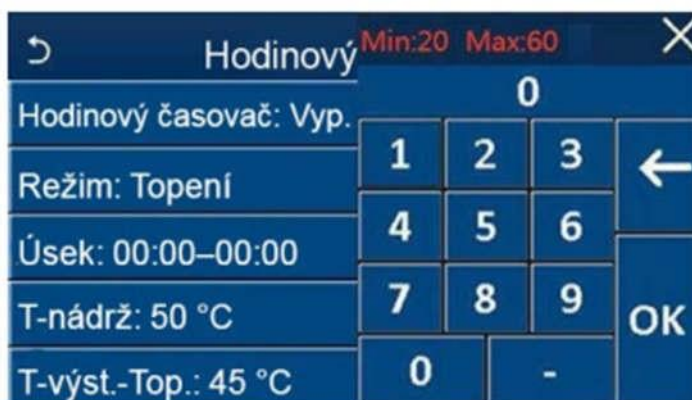 Hodinový
Min:20 Max:60
0
Hodinový časovač: Vyp.
Režim: Topení
Úsek: 00:00–00:00
T-nádrž: 50 °C
T-výst.-Top.: 45 °C
1 2 3
4 5 6
7 8 9
0 -
←
OK